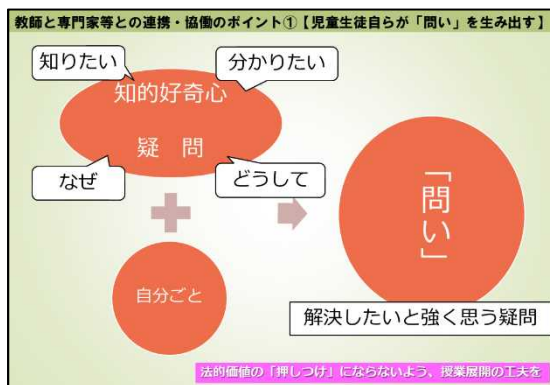 教師と専門家等との連携・協働のポイント①【児童生徒自らが「問い」を生み出す】
知りたい
分かりたい
知的好奇心
疑　問
なぜ
どうして
自分ごと
「問い」
解決したいと強く思う疑問
法的価値の「押しつけ」にならないよう、授業展開の工夫を